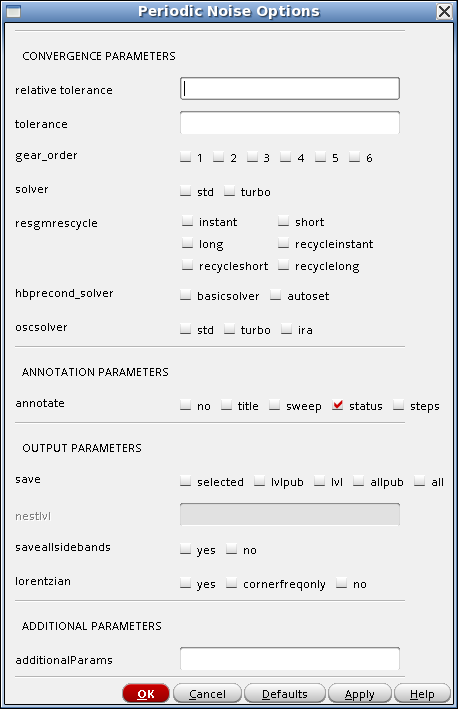 Periodic Noise Options
CONVERGENCE PARAMETERS
relative tolerance
tolerance
gear_order 1 2 3 4 5 6
solver std turbo
resgmrescycle instant short
long recycleinstant
recycleshort recyclelong
hbprecond_solver basicsolver autoset
oscsolver std turbo ira
ANNOTATION PARAMETERS
annotate no title sweep status steps
OUTPUT PARAMETERS
save selected lvlpub lvl allpub all
nestlvl
saveallsidebands yes no
lorentzian yes cornerfreqonly no
ADDITIONAL PARAMETERS
additionalParams
OK Cancel Defaults Apply Help